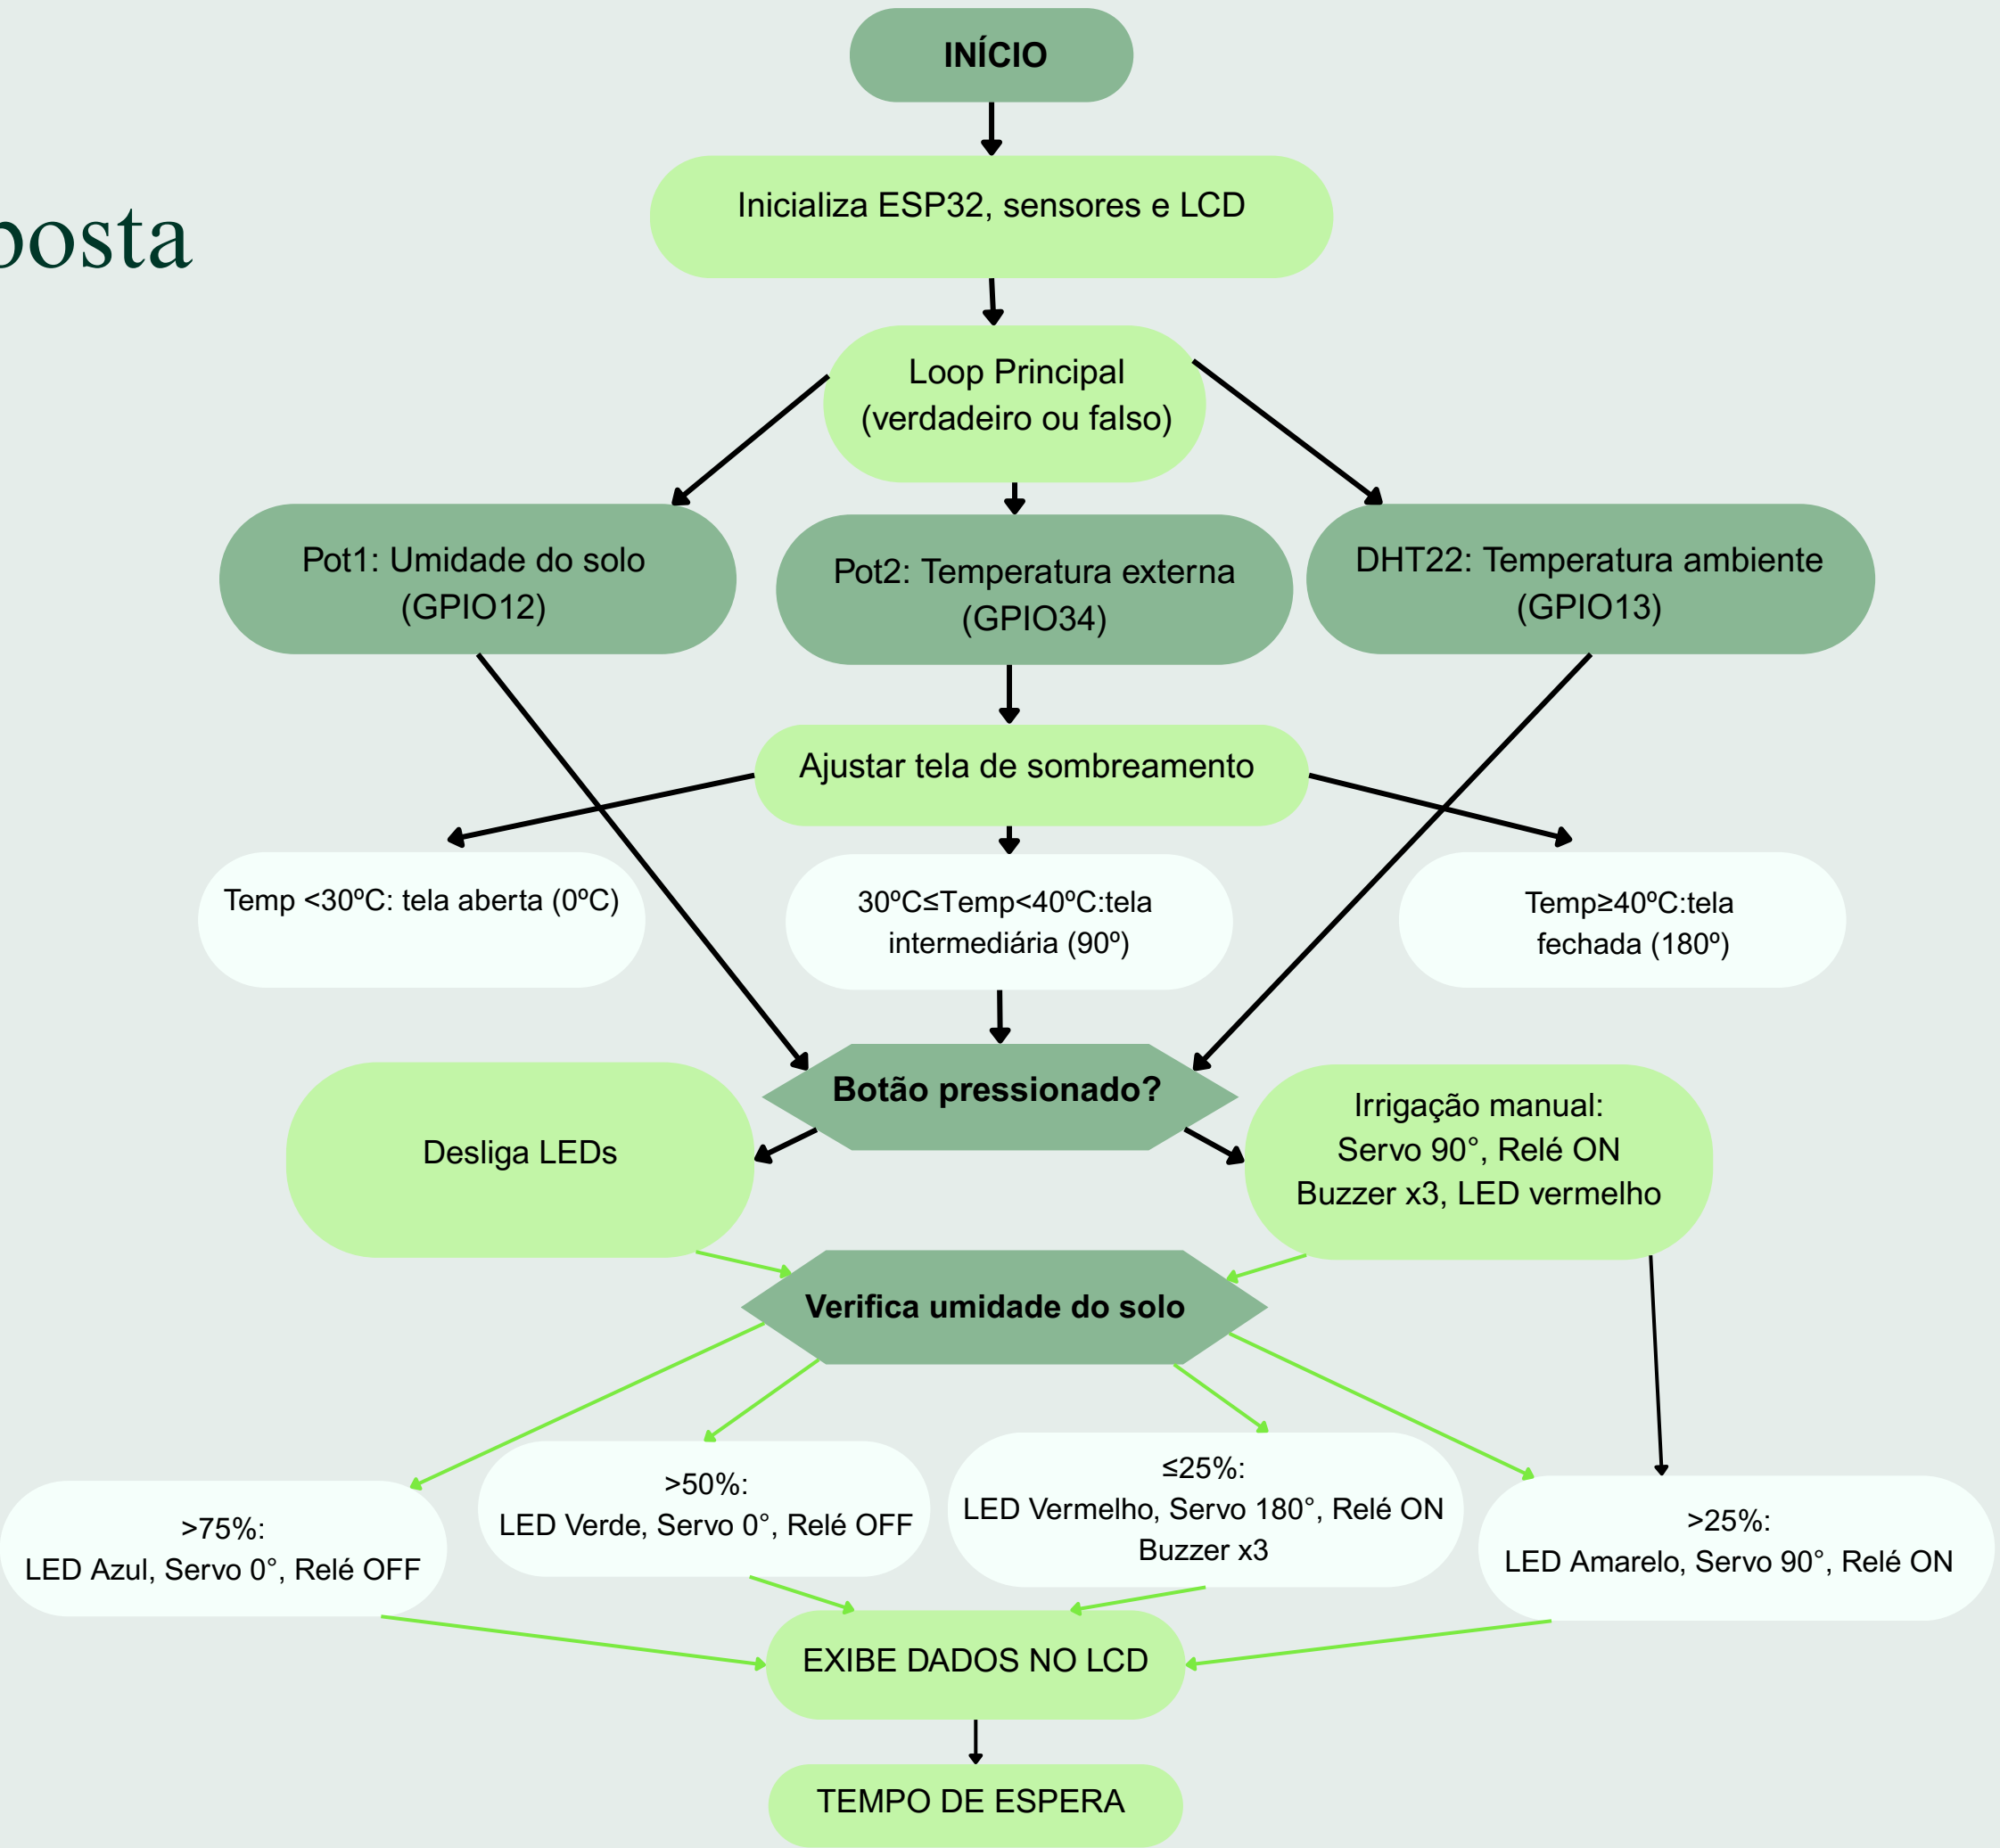 INÍCIO
posta
Inicializa ESP32, sensores e LCD
Loop Principal
(verdadeiro ou falso)
Pot1: Umidade do solo
(GPIO12)
Pot2: Temperatura externa
(GPIO34)
DHT22: Temperatura ambiente
(GPIO13)
Ajustar tela de sombreamento
Temp <30ºC: tela aberta (0ºC)
30ºC≤Temp<40ºC:tela
intermediária (90º)
Temp≥40ºC:tela
fechada (180º)
Botão pressionado?
Desliga LEDs
Irrigação manual:
Servo 90°, Relé ON
Buzzer x3, LED vermelho
Verifica umidade do solo
>75%:
LED Azul, Servo 0°, Relé OFF
>50%:
LED Verde, Servo 0°, Relé OFF
≤25%:
LED Vermelho, Servo 180°, Relé ON
Buzzer x3
>25%:
LED Amarelo, Servo 90°, Relé ON
EXIBE DADOS NO LCD
TEMPO DE ESPERA